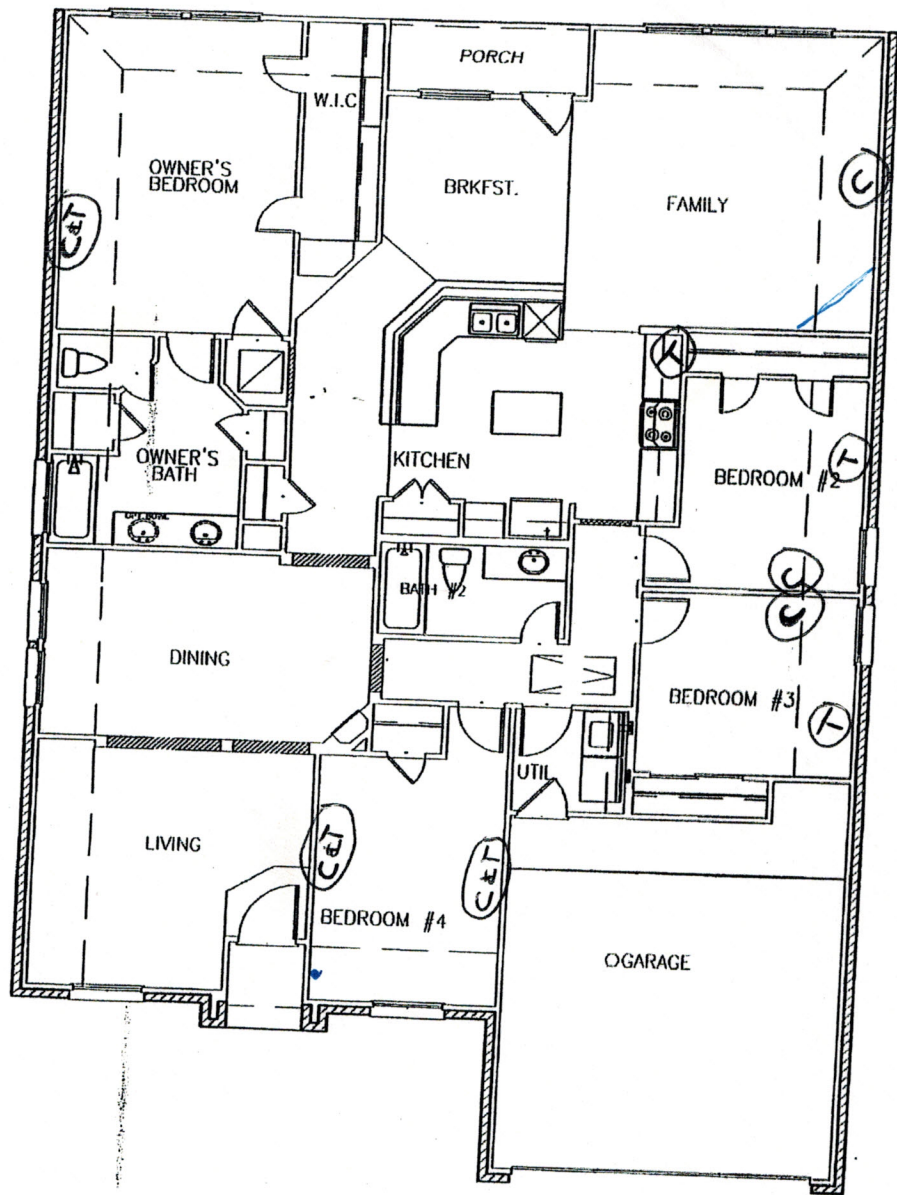 PORCH
W.I.C
OWNER'S
BEDROOM
BRKFST.
FAMILY
C
C&T
T
OWNER'S
BATH
KITCHEN
BEDROOM #2
T
BATH #2
C
C
DINING
BEDROOM #3
T
UTIL
LIVING
C&T
C&T
BEDROOM #4
GARAGE